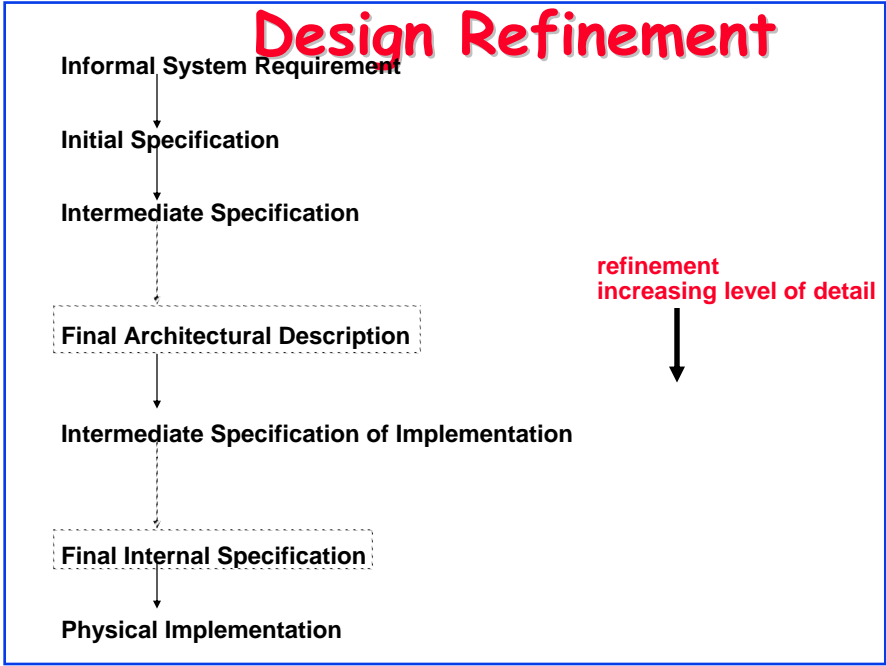 Design Refinement
Informal System Requirement
Initial Specification
Intermediate Specification
refinement
increasing level of detail
Final Architectural Description
Intermediate Specification of Implementation
Final Internal Specification
Physical Implementation